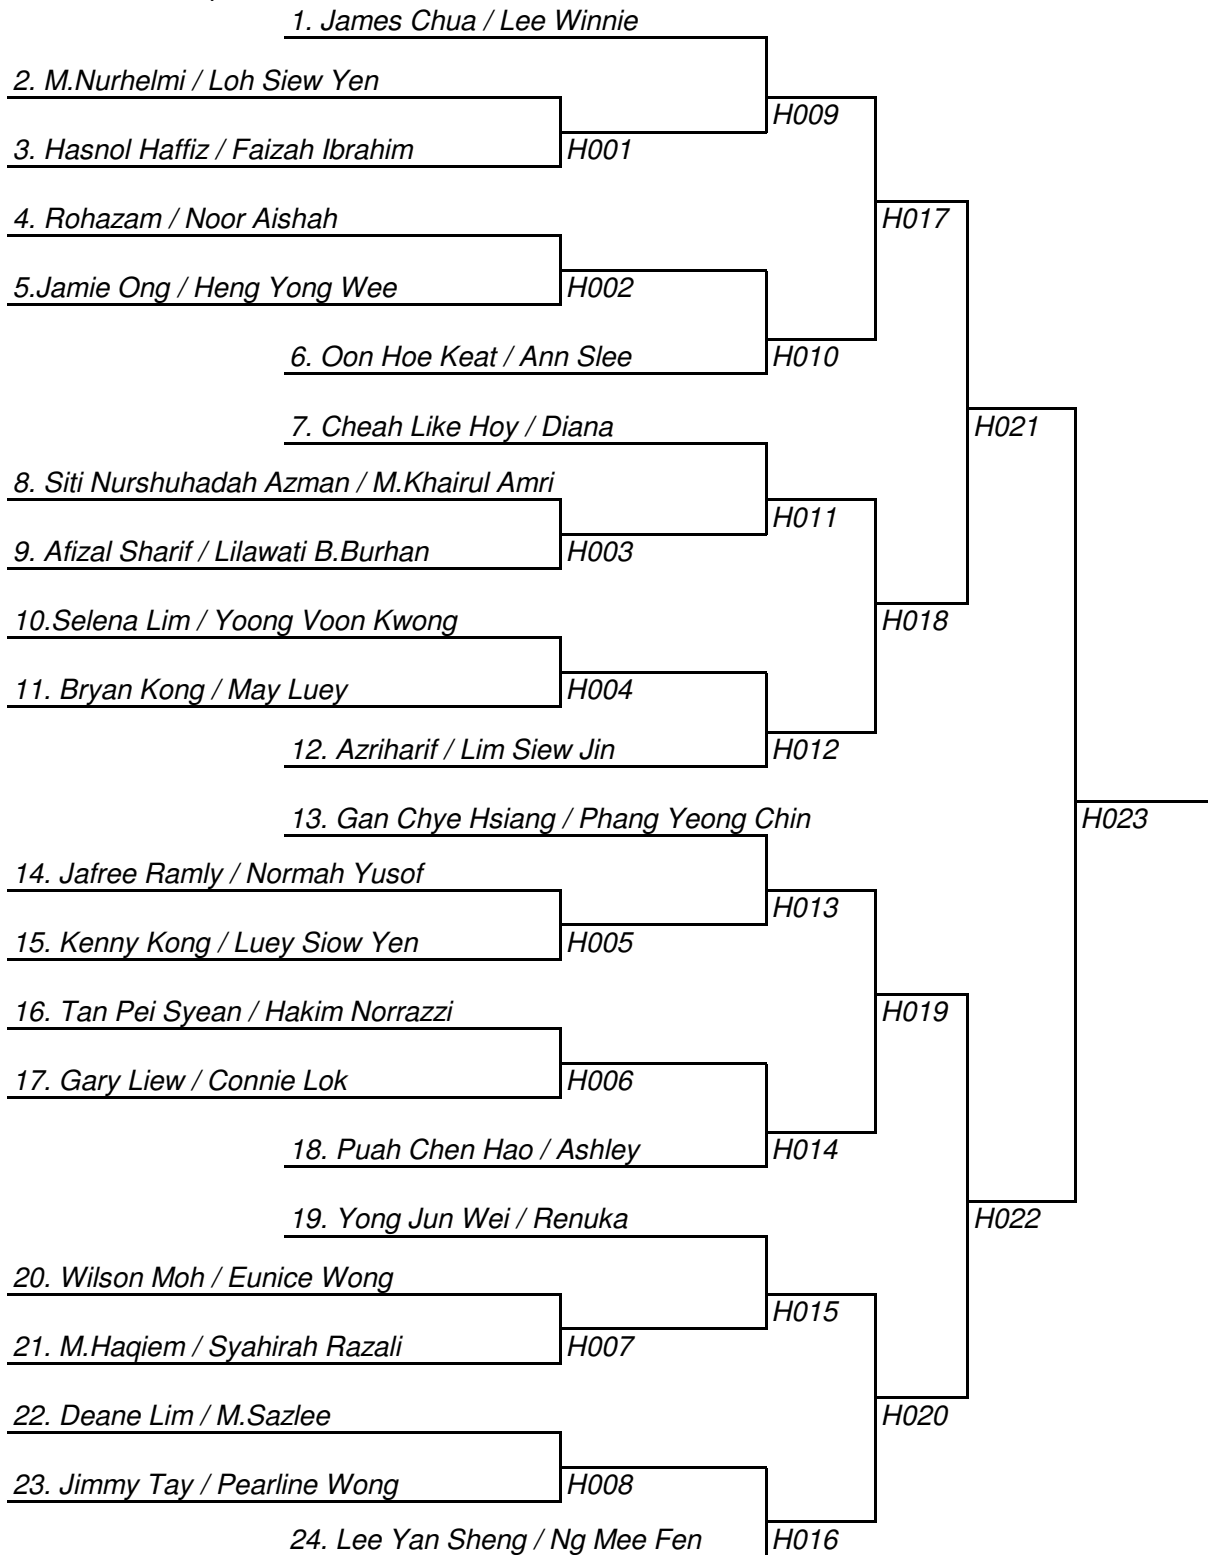 1. James Chua / Lee Winnie
2. M.Nurhelmi / Loh Siew Yen
H009
3. Hasnol Haffiz / Faizah Ibrahim
H001
4. Rohazam / Noor Aishah
H017
5.Jamie Ong / Heng Yong Wee
H002
6. Oon Hoe Keat / Ann Slee
H010
7. Cheah Like Hoy / Diana
H021
8. Siti Nurshuhadah Azman / M.Khairul Amri
H011
9. Afizal Sharif / Lilawati B.Burhan
H003
10.Selena Lim / Yoong Voon Kwong
H018
11. Bryan Kong / May Luey
H004
12. Azriharif / Lim Siew Jin
H012
13. Gan Chye Hsiang / Phang Yeong Chin
H023
14. Jafree Ramly / Normah Yusof
H013
15. Kenny Kong / Luey Siow Yen
H005
16. Tan Pei Syean / Hakim Norrazzi
H019
17. Gary Liew / Connie Lok
H006
18. Puah Chen Hao / Ashley
H014
19. Yong Jun Wei / Renuka
H022
20. Wilson Moh / Eunice Wong
H015
21. M.Haqiem / Syahirah Razali
H007
22. Deane Lim / M.Sazlee
H020
23. Jimmy Tay / Pearline Wong
H008
24. Lee Yan Sheng / Ng Mee Fen
H016